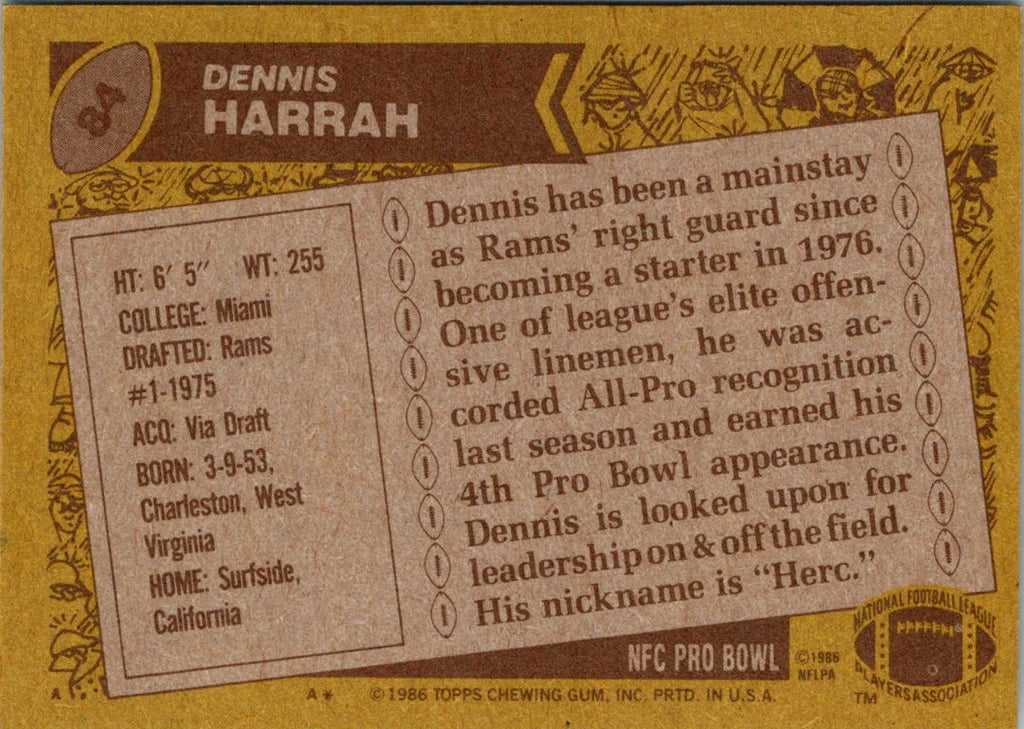 84
DENNIS
HARRAH
HT: 6' 5" WT: 255
COLLEGE: Miami
DRAFTED: Rams
#1-1975
ACQ: Via Draft
BORN: 3-9-53,
Charleston, West
Virginia
HOME: Surfside,
California
Dennis has been a mainstay
as Rams' right guard since
becoming a starter in 1976.
One of league's elite offen-
sive linemen, he was ac-
corded All-Pro recognition
last season and earned his
4th Pro Bowl appearance.
Dennis is looked upon for
leadership on & off the field.
His nickname is "Herc."
NFC PRO BOWL
©1986
NFLPA
NATIONAL FOOTBALL LEAGUE
PLAYERS ASSOCIATION
TM
A
A* © 1986 TOPPS CHEWING GUM, INC. PRTD. IN U.S.A.